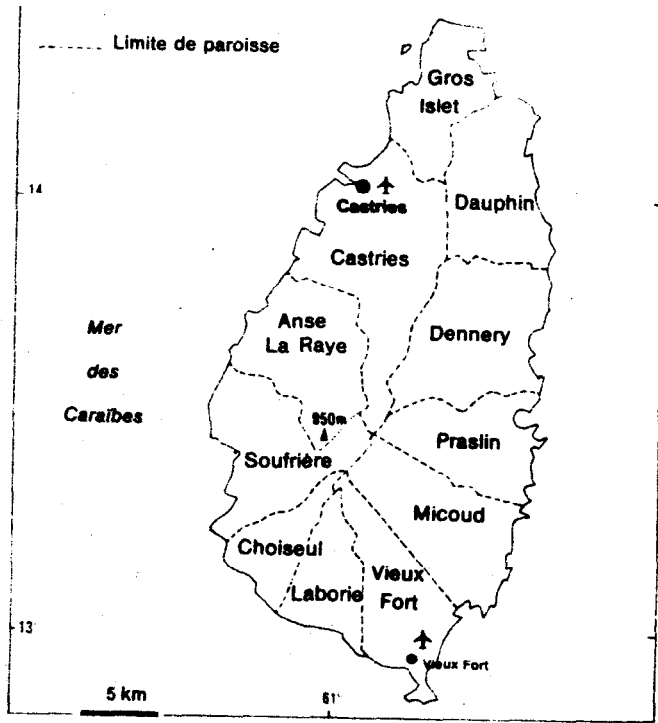 Limite de paroisse
Gros
Islet
14
Castries
Dauphin
Castries
Anse
La Raye
Dennery
Mer
des
Caraïbes
950m
Praslin
Soufrière
Micoud
Choiseul
Vieux
Fort
Laborie
13
Vieux Fort
5 km
61°